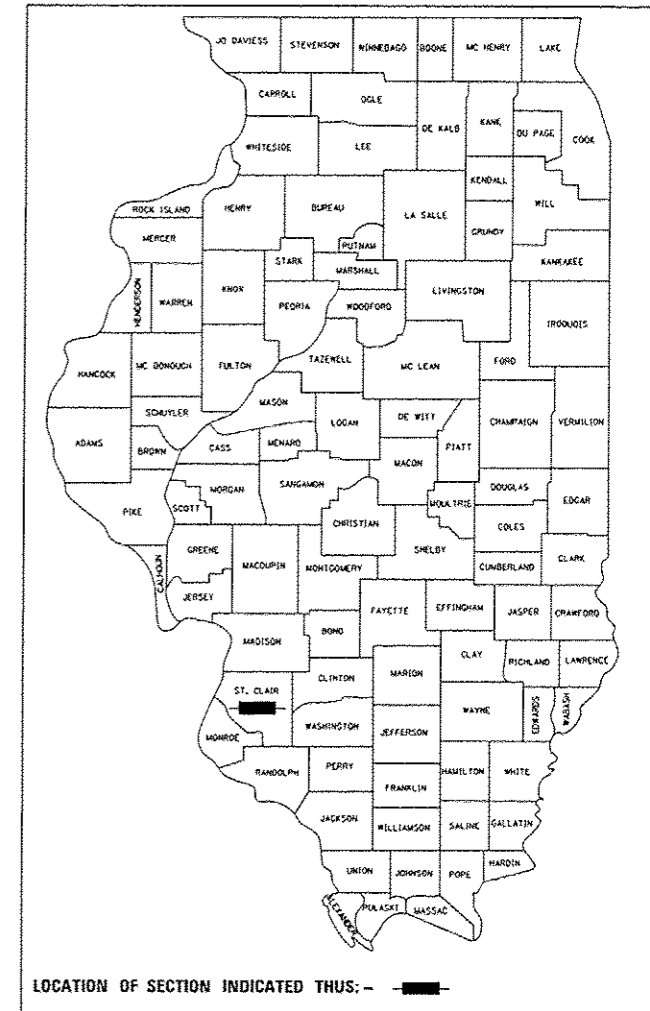 JO DAVIESS STEVENSON WINNEBAGO BOONE MC HENRY LAKE
CARROLL OGLE DE KALB KANE DU PAGE COOK
WHITESIDE LEE KENDALL WILL
ROCK ISLAND HENRY BUREAU LA SALLE GRUNDY
MERCER PUTNAM KANKAKEE
STARK MARSHALL
HENDERSON WARREN KNOX PEORIA WOODFORD LIVINGSTON IROQUOIS
HANCOCK MC DONOUGH FULTON TAZEWELL MC LEAN FORD
MASON
SCHUYLER LOGAN DE WITT CHAMPAIGN VERMILION
ADAMS BROWN CASS MENARD PIATT
MACON
MORGAN SANGAMON DOUGLAS
PIKE SCOTT CHRISTIAN MOULTRIE EDGAR
COLES
GREENE SHELBY
CALHOUN MACOUPIN MONTGOMERY CUMBERLAND CLARK
JERSEY FAYETTE EFFINGHAM JASPER CRAWFORD
MADISON BOND
CLAY RICHLAND LAWRENCE
ST. CLAIR CLINTON MARION
WAYNE EDWARDS WABASH
MONROE WASHINGTON JEFFERSON
RANDOLPH PERRY HAMILTON WHITE
FRANKLIN
JACKSON WILLIAMSON SALINE GALLATIN
UNION JOHNSON POPE HARDIN
ALEXANDER PULASKI MASSAC
LOCATION OF SECTION INDICATED THUS: –